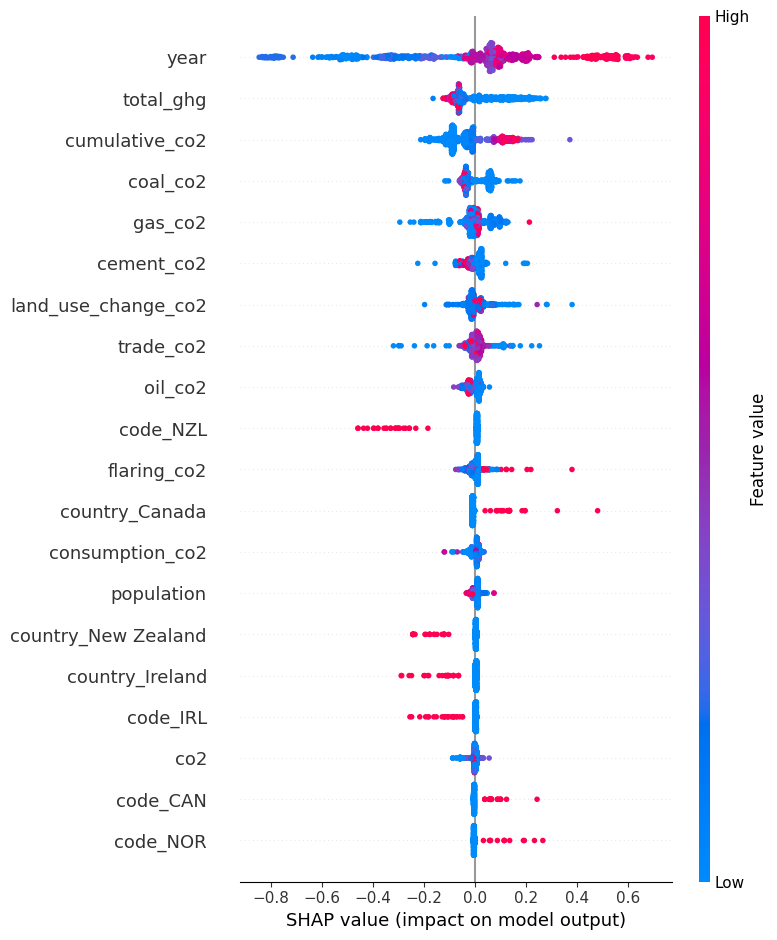 High
year
total_ghg
cumulative_co2
coal_co2
gas_co2
cement_co2
land_use_change_co2
trade_co2
oil_co2
code_NZL
flaring_co2
country_Canada
consumption_co2
population
country_New Zealand
country_Ireland
code_IRL
co2
code_CAN
code_NOR
Low
Feature value
−0.8 −0.6 −0.4 −0.2 0.0 0.2 0.4 0.6
SHAP value (impact on model output)